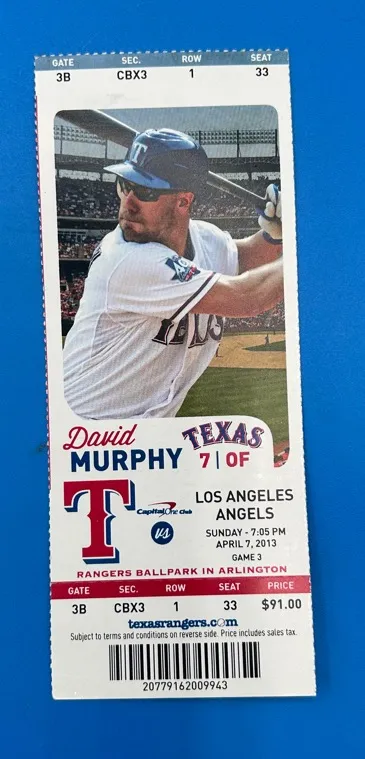 GATE SEC. ROW SEAT
3B CBX3 1 33
T
David
MURPHY
TEXAS
7 | OF
T
CapitalOne Club
vs
LOS ANGELES
ANGELS
SUNDAY - 7:05 PM
APRIL 7, 2013
GAME 3
RANGERS BALLPARK IN ARLINGTON
GATE SEC. ROW SEAT PRICE
3B CBX3 1 33 $91.00
texasrangers.com
Subject to terms and conditions on reverse side. Price includes sales tax.
20779162009943